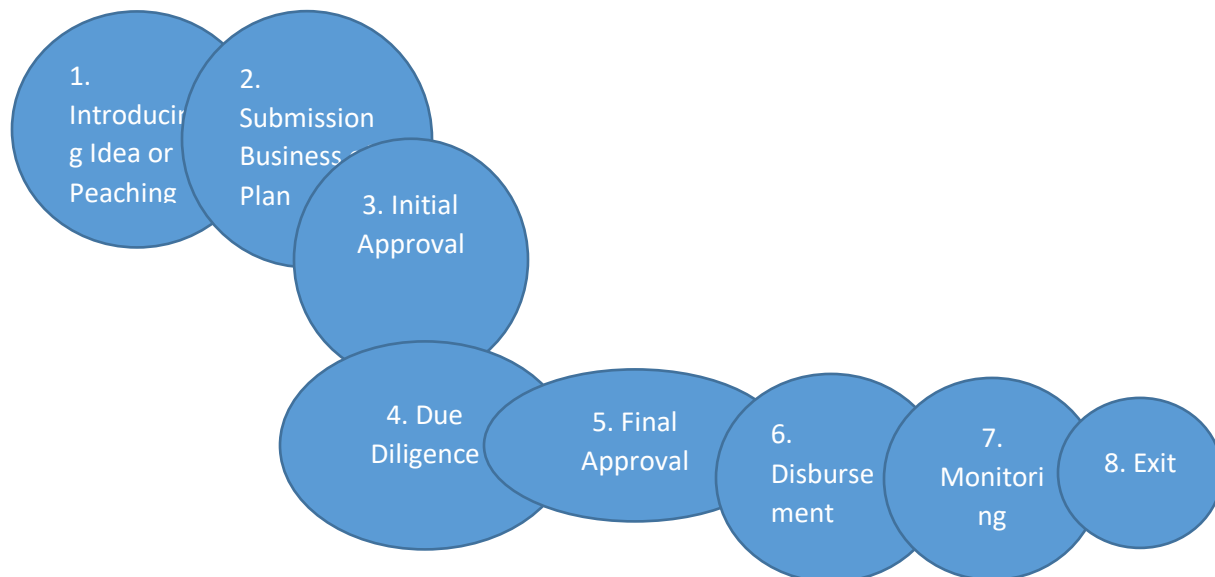 1.
Introducin
g Idea or
Peaching
2.
Submission
Business
Plan
3. Initial
Approval
4. Due
Diligence
5. Final
Approval
6.
Disburse
ment
7.
Monitori
ng
8. Exit